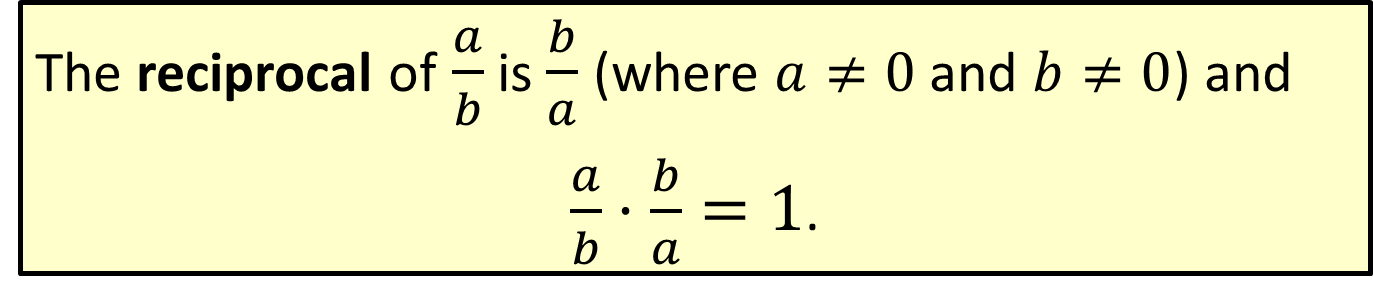 The reciprocal of a/b is b/a (where a ≠ 0 and b ≠ 0) and
a/b · b/a = 1.